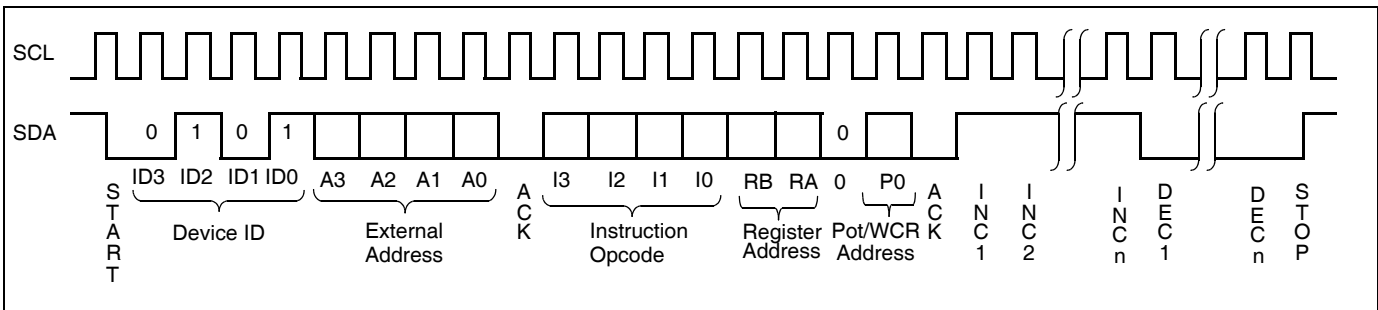 SCL
SDA
0 1 0 1 0
ID3 ID2 ID1 ID0 A3 A2 A1 A0 I3 I2 I1 I0 RB RA 0 P0
START
Device ID
External
Address
ACK
Instruction
Opcode
Register
Address
Pot/WCR
Address
ACK
INC1
INC2
INCn
DEC1
DECn
STOP